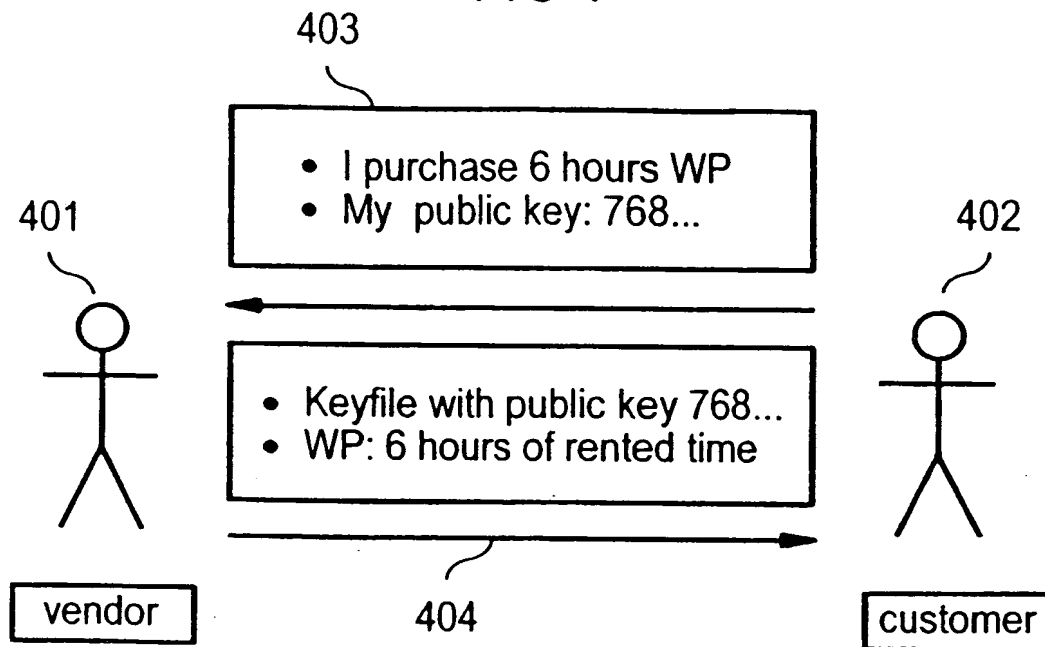 403
• I purchase 6 hours WP
• My public key: 768...
401
402
• Keyfile with public key 768...
• WP: 6 hours of rented time
404
vendor
customer